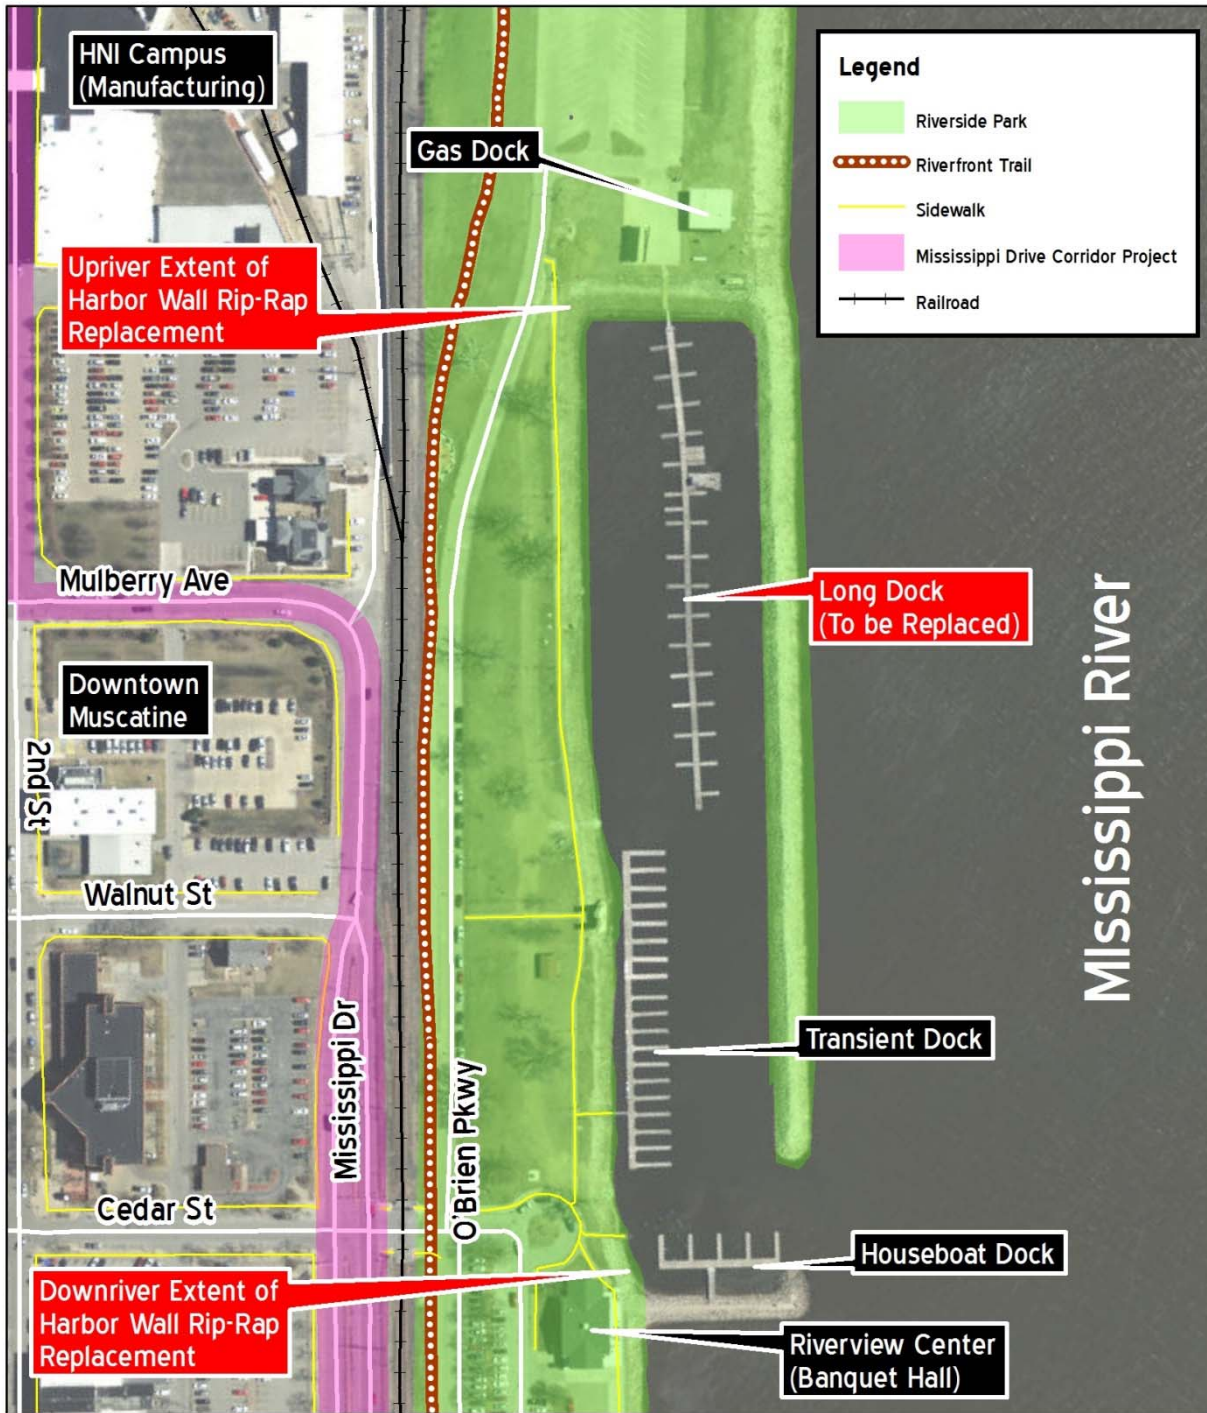 HNI Campus
(Manufacturing)
Legend
Riverside Park
Riverfront Trail
Sidewalk
Mississippi Drive Corridor Project
Railroad
Gas Dock
Upriver Extent of
Harbor Wall Rip-Rap
Replacement
Mulberry Ave
Long Dock
(To be Replaced)
Downtown
Muscatine
2nd St
MIssissippi River
Walnut St
Mississippi Dr
Transient Dock
O'Brien Pkwy
Cedar St
Houseboat Dock
Downriver Extent of
Harbor Wall Rip-Rap
Replacement
Riverview Center
(Banquet Hall)